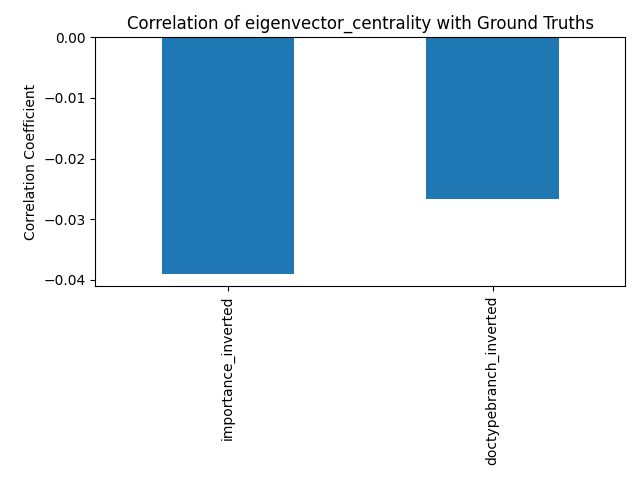 Correlation of eigenvector_centrality with Ground Truths
0.00
−0.01
−0.02
−0.03
−0.04
Correlation Coefficient
importance_inverted
doctypebranch_inverted